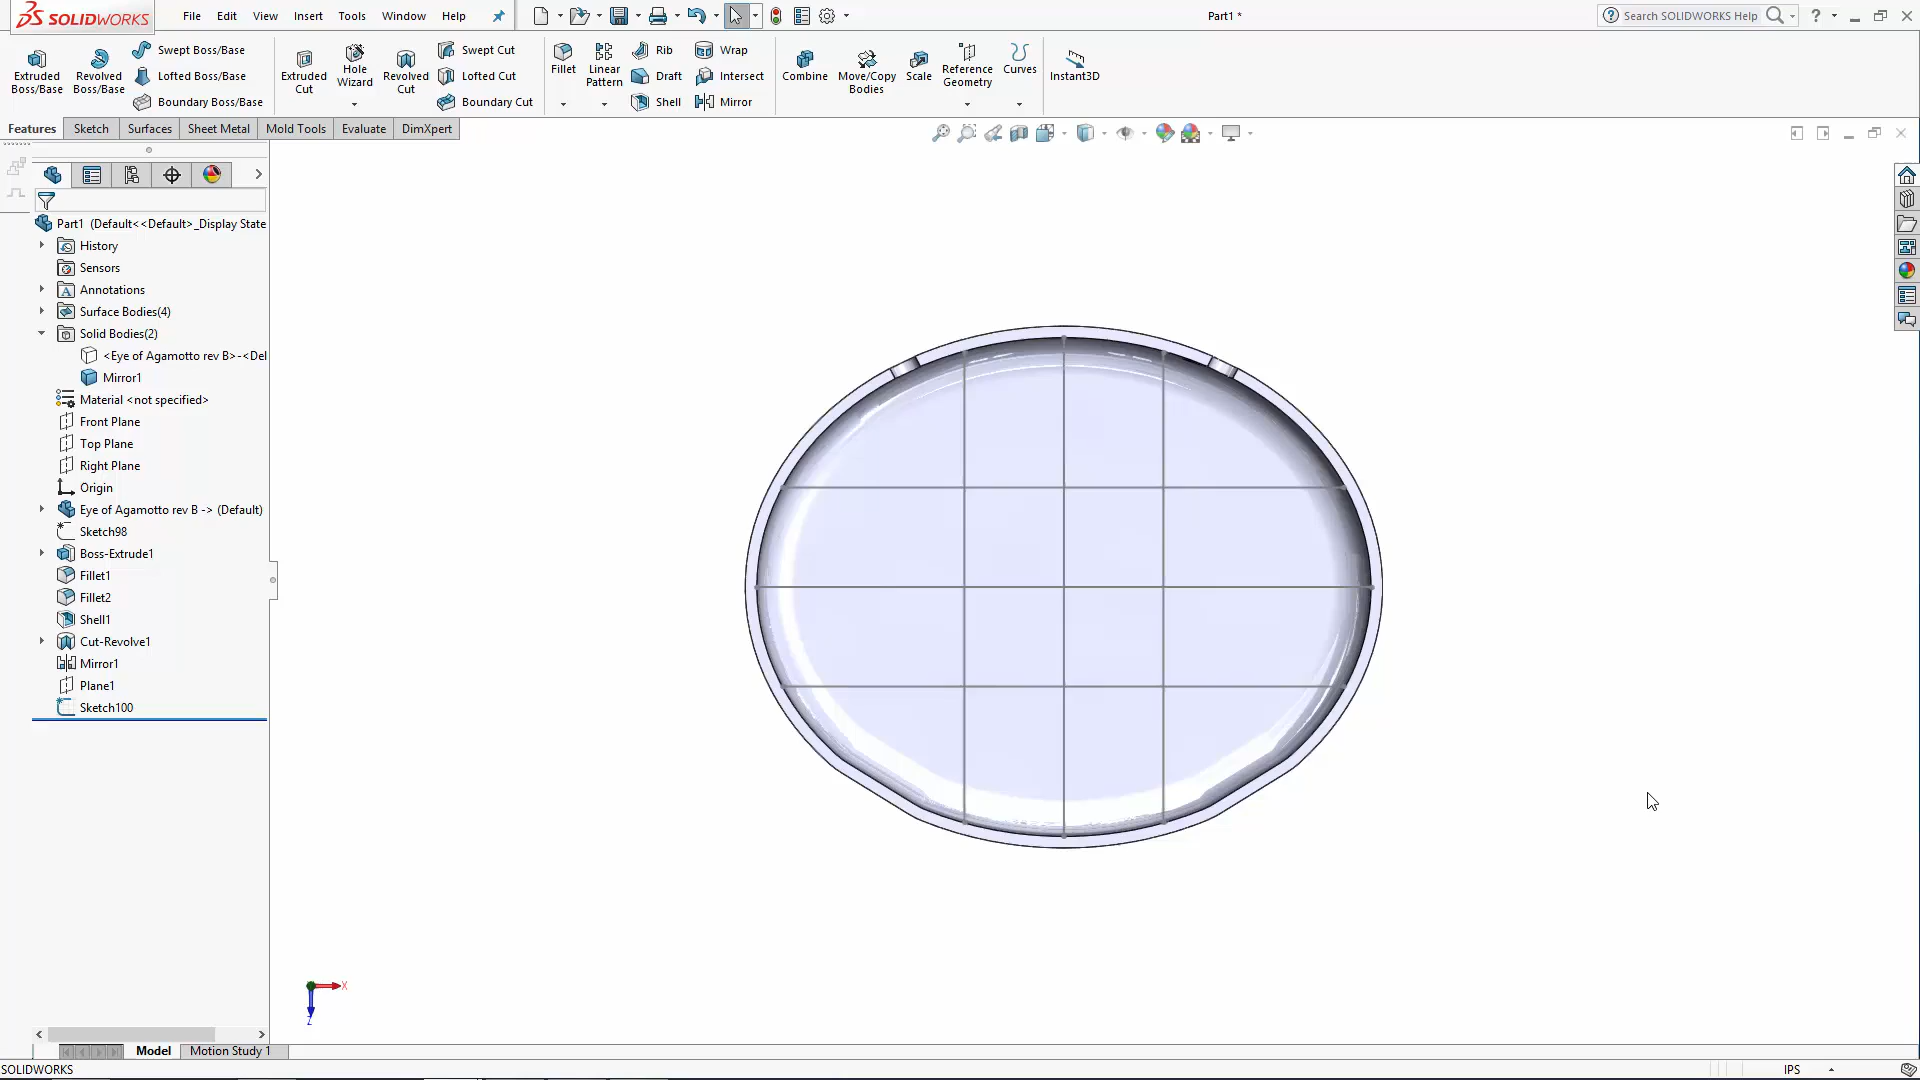 SOLIDWORKS File Edit View Insert Tools Window Help Part1 * Search SOLIDWORKS Help
Extruded Boss/Base
Revolved Boss/Base
Swept Boss/Base
Lofted Boss/Base
Boundary Boss/Base
Extruded Cut
Hole Wizard
Revolved Cut
Swept Cut
Lofted Cut
Boundary Cut
Fillet
Linear Pattern
Rib
Draft
Shell
Wrap
Intersect
Mirror
Combine
Move/Copy Bodies
Scale
Reference Geometry
Curves
Instant3D
Features Sketch Surfaces Sheet Metal Mold Tools Evaluate DimXpert
Part1 (Default<<Default>_Display State
History
Sensors
Annotations
Surface Bodies(4)
Solid Bodies(2)
<Eye of Agamotto rev B>-<Del
Mirror1
Material <not specified>
Front Plane
Top Plane
Right Plane
Origin
Eye of Agamotto rev B -> (Default)
Sketch98
Boss-Extrude1
Fillet1
Fillet2
Shell1
Cut-Revolve1
Mirror1
Plane1
Sketch100
X
Z
Model Motion Study 1
SOLIDWORKS IPS